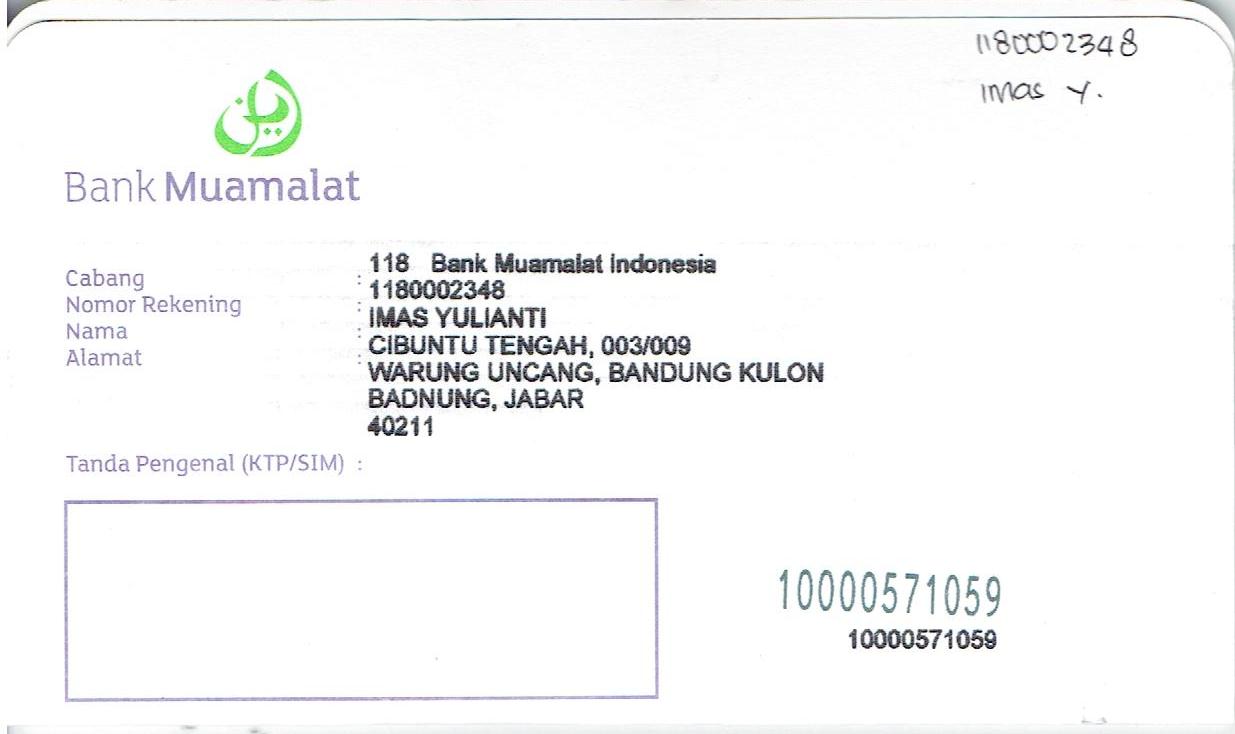 1180002348
Imas Y.
Bank Muamalat
Cabang : 118 Bank Muamalat Indonesia
Nomor Rekening : 1180002348
Nama : IMAS YULIANTI
Alamat : CIBUNTU TENGAH, 003/009
WARUNG UNCANG, BANDUNG KULON
BADNUNG, JABAR
40211
Tanda Pengenal (KTP/SIM) :
10000571059
10000571059